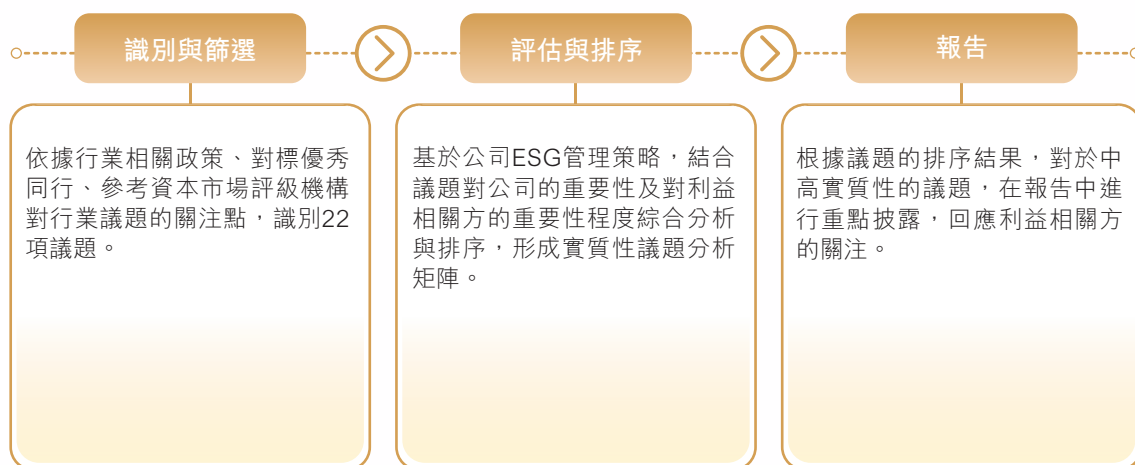 識別與篩選
依據行業相關政策、對標優秀
同行、參考資本市場評級機構
對行業議題的關注點，識別22
項議題。
評估與排序
基於公司ESG管理策略，結合
議題對公司的重要性及對利益
相關方的重要性程度綜合分析
與排序，形成實質性議題分析
矩陣。
報告
根據議題的排序結果，對於中
高實質性的議題，在報告中進
行重點披露，回應利益相關方
的關注。